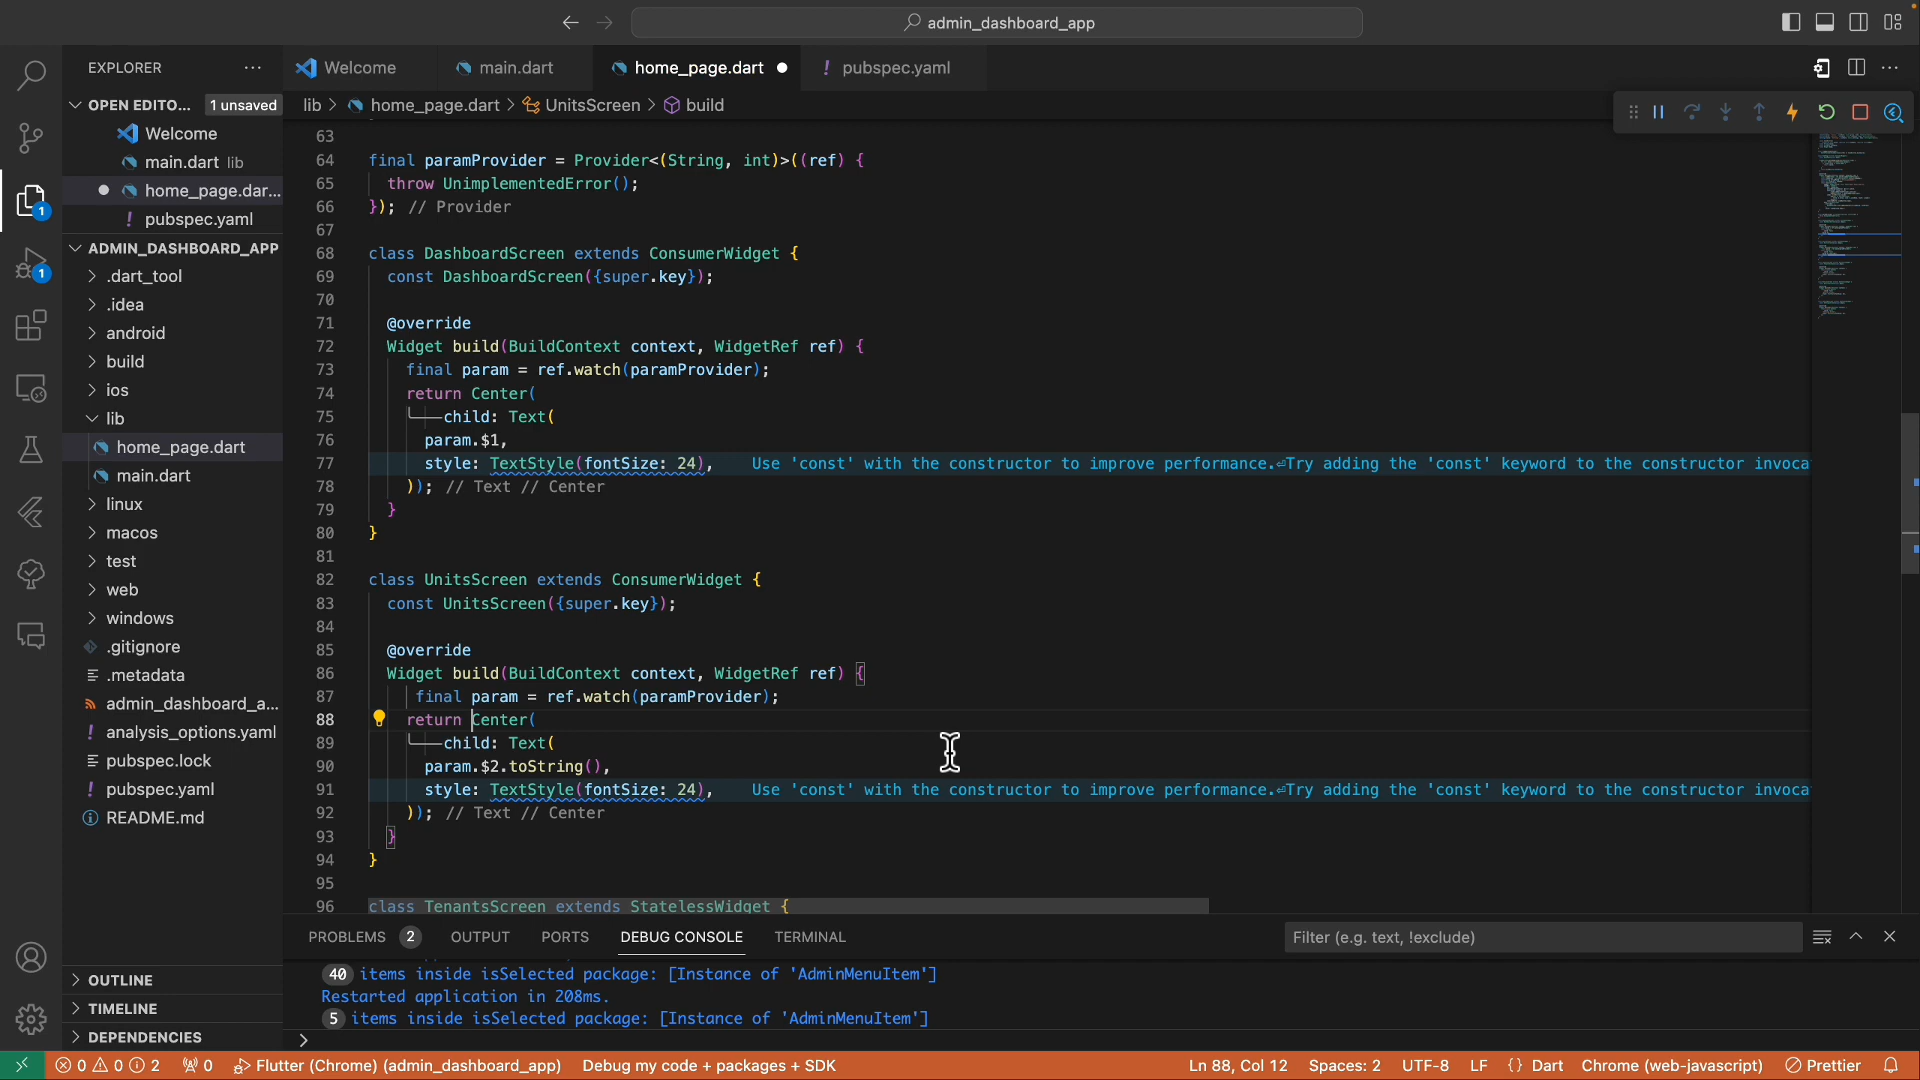 admin_dashboard_app
EXPLORER
Welcome
main.dart
home_page.dart
! pubspec.yaml
OPEN EDITO...
1 unsaved
Welcome
main.dart lib
home_page.dar...
! pubspec.yaml
ADMIN_DASHBOARD_APP
.dart_tool
.idea
android
build
ios
lib
home_page.dart
main.dart
linux
macos
test
web
windows
.gitignore
.metadata
admin_dashboard_a...
! analysis_options.yaml
pubspec.lock
! pubspec.yaml
README.md
OUTLINE
TIMELINE
DEPENDENCIES
1
1
lib > home_page.dart > UnitsScreen > build
63
64 final paramProvider = Provider<(String, int)>((ref) {
65 throw UnimplementedError();
66 }); // Provider
67
68 class DashboardScreen extends ConsumerWidget {
69 const DashboardScreen({super.key});
70
71 @override
72 Widget build(BuildContext context, WidgetRef ref) {
73 final param = ref.watch(paramProvider);
74 return Center(
75 child: Text(
76 param.$1,
77 style: TextStyle(fontSize: 24), Use 'const' with the constructor to improve performance.⏎Try adding the 'const' keyword to the constructor invoca
78 )); // Text // Center
79 }
80 }
81
82 class UnitsScreen extends ConsumerWidget {
83 const UnitsScreen({super.key});
84
85 @override
86 Widget build(BuildContext context, WidgetRef ref) {
87 final param = ref.watch(paramProvider);
88 return Center(
89 child: Text(
90 param.$2.toString(),
91 style: TextStyle(fontSize: 24), Use 'const' with the constructor to improve performance.⏎Try adding the 'const' keyword to the constructor invoca
92 )); // Text // Center
93 }
94 }
95
96 class TenantsScreen extends StatelessWidget {
PROBLEMS 2 OUTPUT PORTS DEBUG CONSOLE TERMINAL
Filter (e.g. text, !exclude)
40 items inside isSelected package: [Instance of 'AdminMenuItem']
Restarted application in 208ms.
5 items inside isSelected package: [Instance of 'AdminMenuItem']
>
0 0 2 0 Flutter (Chrome) (admin_dashboard_app) Debug my code + packages + SDK Ln 88, Col 12 Spaces: 2 UTF-8 LF {} Dart Chrome (web-javascript) Prettier